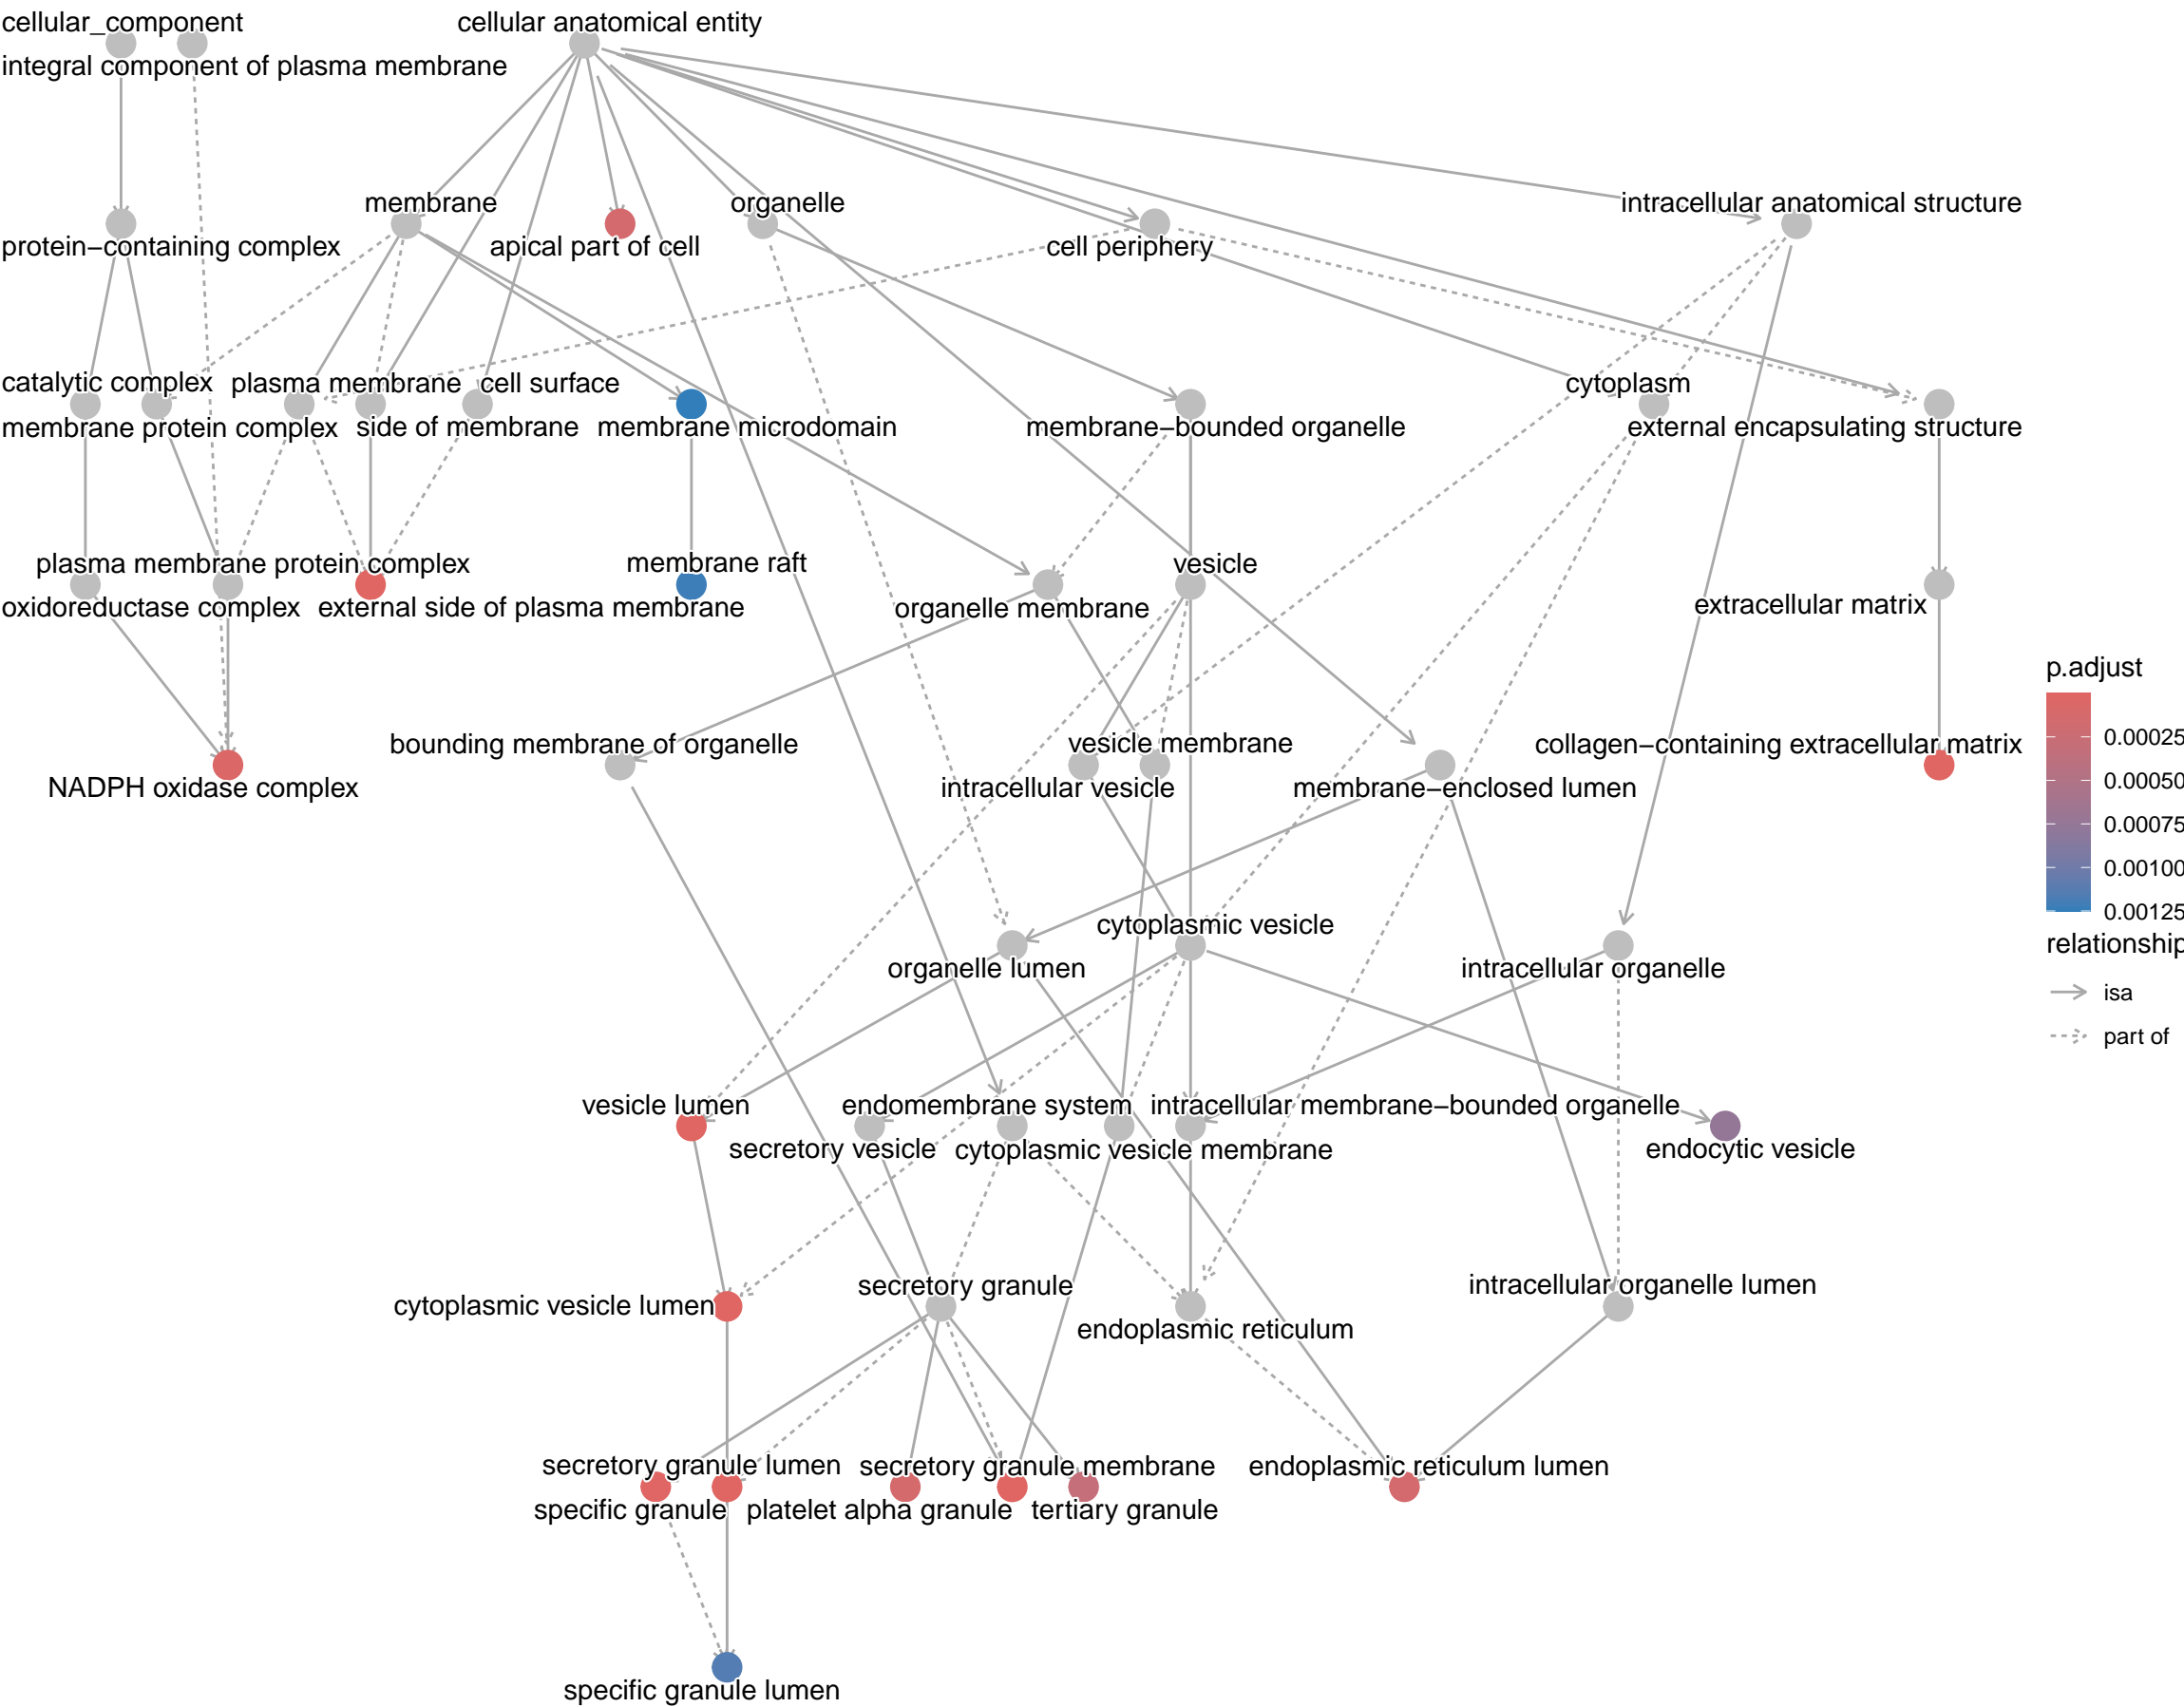 cellular_component
cellular anatomical entity
integral component of plasma membrane
membrane
organelle
intracellular anatomical structure
protein−containing complex
apical part of cell
cell periphery
catalytic complex
plasma membrane
cell surface
cytoplasm
membrane protein complex
side of membrane
membrane microdomain
membrane−bounded organelle
external encapsulating structure
plasma membrane protein complex
membrane raft
vesicle
oxidoreductase complex
external side of plasma membrane
organelle membrane
extracellular matrix
p.adjust
0.00025
0.00050
0.00075
0.00100
0.00125
relationship
isa
part of
bounding membrane of organelle
vesicle membrane
collagen−containing extracellular matrix
NADPH oxidase complex
intracellular vesicle
membrane−enclosed lumen
cytoplasmic vesicle
organelle lumen
intracellular organelle
vesicle lumen
endomembrane system
intracellular membrane−bounded organelle
secretory vesicle
cytoplasmic vesicle membrane
endocytic vesicle
secretory granule
intracellular organelle lumen
cytoplasmic vesicle lumen
endoplasmic reticulum
secretory granule lumen
secretory granule membrane
endoplasmic reticulum lumen
specific granule
platelet alpha granule
tertiary granule
specific granule lumen